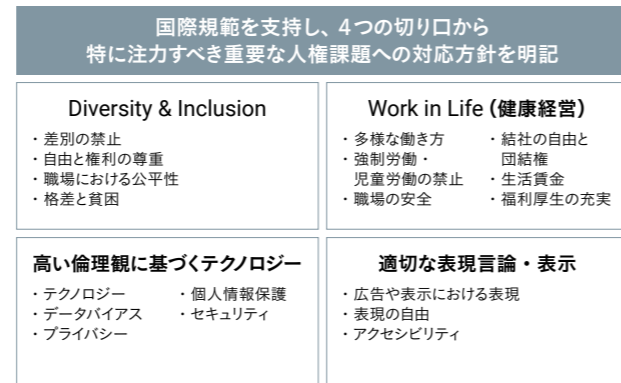 国際規範を支持し、4つの切り口から
特に注力すべき重要な人権課題への対応方針を明記
Diversity & Inclusion
・差別の禁止
・自由と権利の尊重
・職場における公平性
・格差と貧困
Work in Life（健康経営）
・多様な働き方
・強制労働・
児童労働の禁止
・職場の安全
・結社の自由と
団結権
・生活賃金
・福利厚生の充実
高い倫理観に基づくテクノロジー
・テクノロジー
・データバイアス
・プライバシー
・個人情報保護
・セキュリティ
適切な表現言論・表示
・広告や表示における表現
・表現の自由
・アクセシビリティ